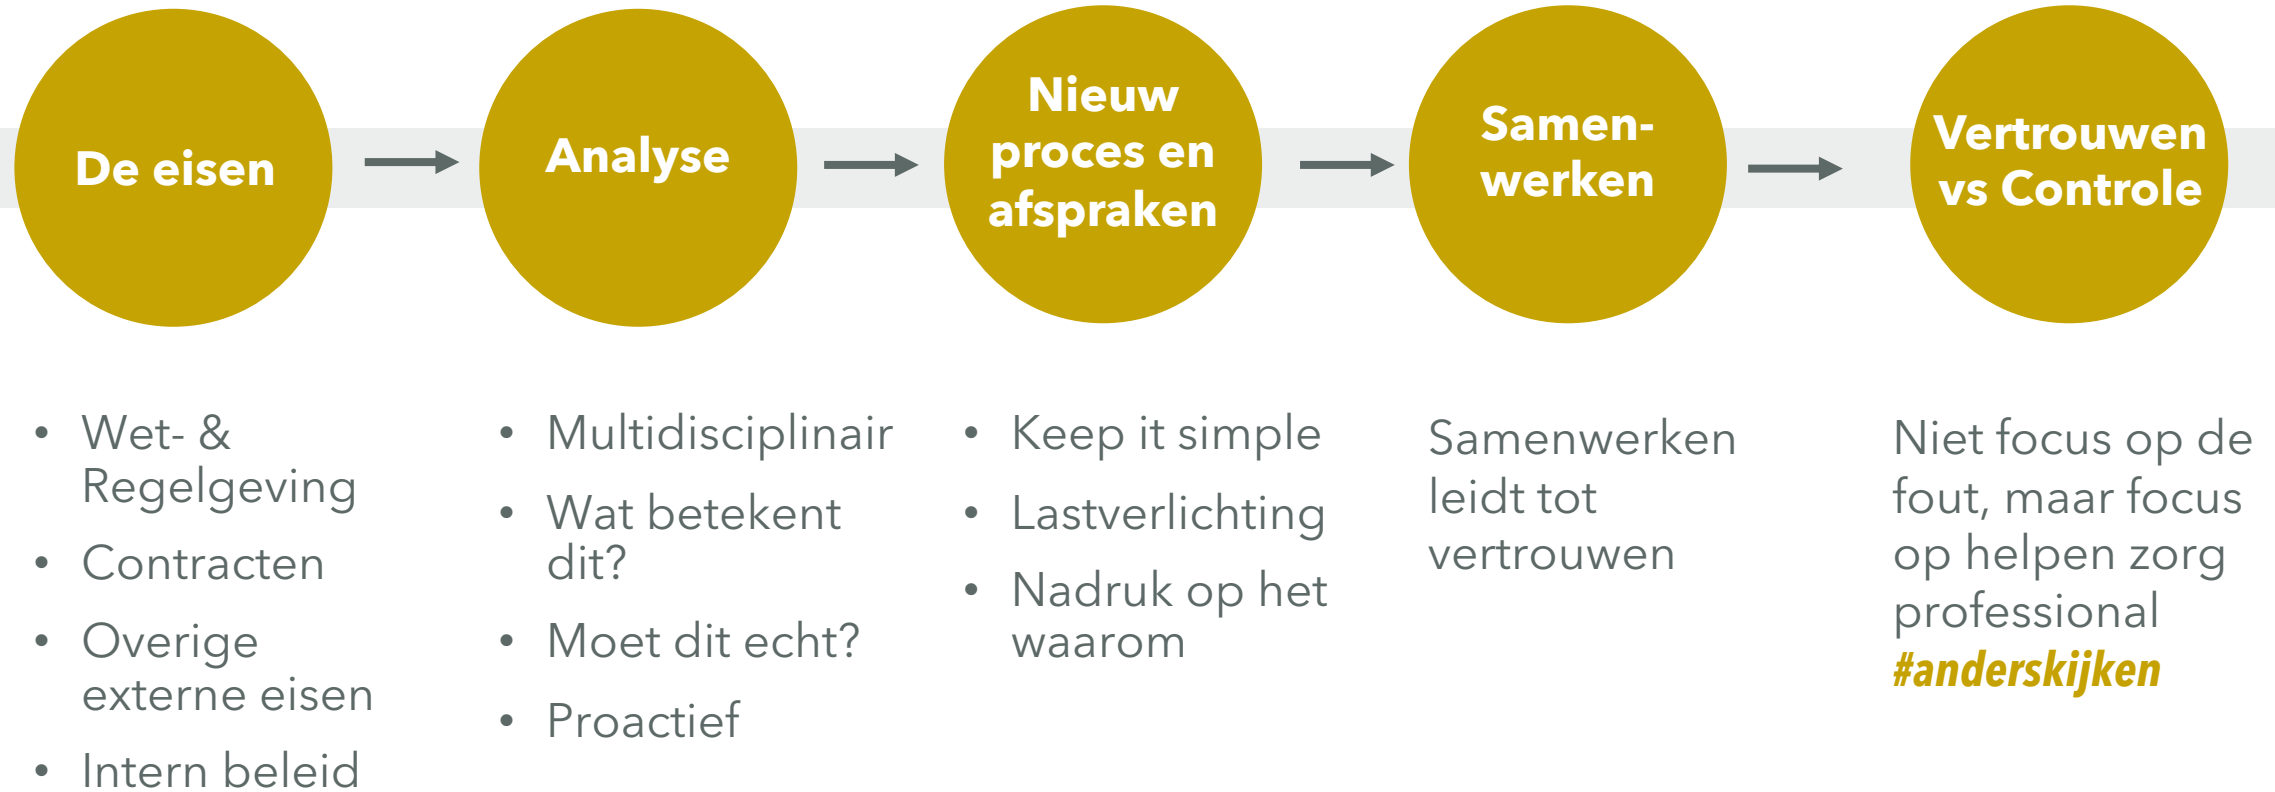 De eisen
Analyse
Nieuw
proces en
afspraken
Samen-
werken
Vertrouwen
vs Controle
• Wet- &
Regelgeving
• Contracten
• Overige
externe eisen
• Intern beleid
• Multidisciplinair
• Wat betekent
dit?
• Moet dit echt?
• Proactief
• Keep it simple
• Lastverlichting
• Nadruk op het
waarom
Samenwerken
leidt tot
vertrouwen
Niet focus op de
fout, maar focus
op helpen zorg
professional
#anderskijken